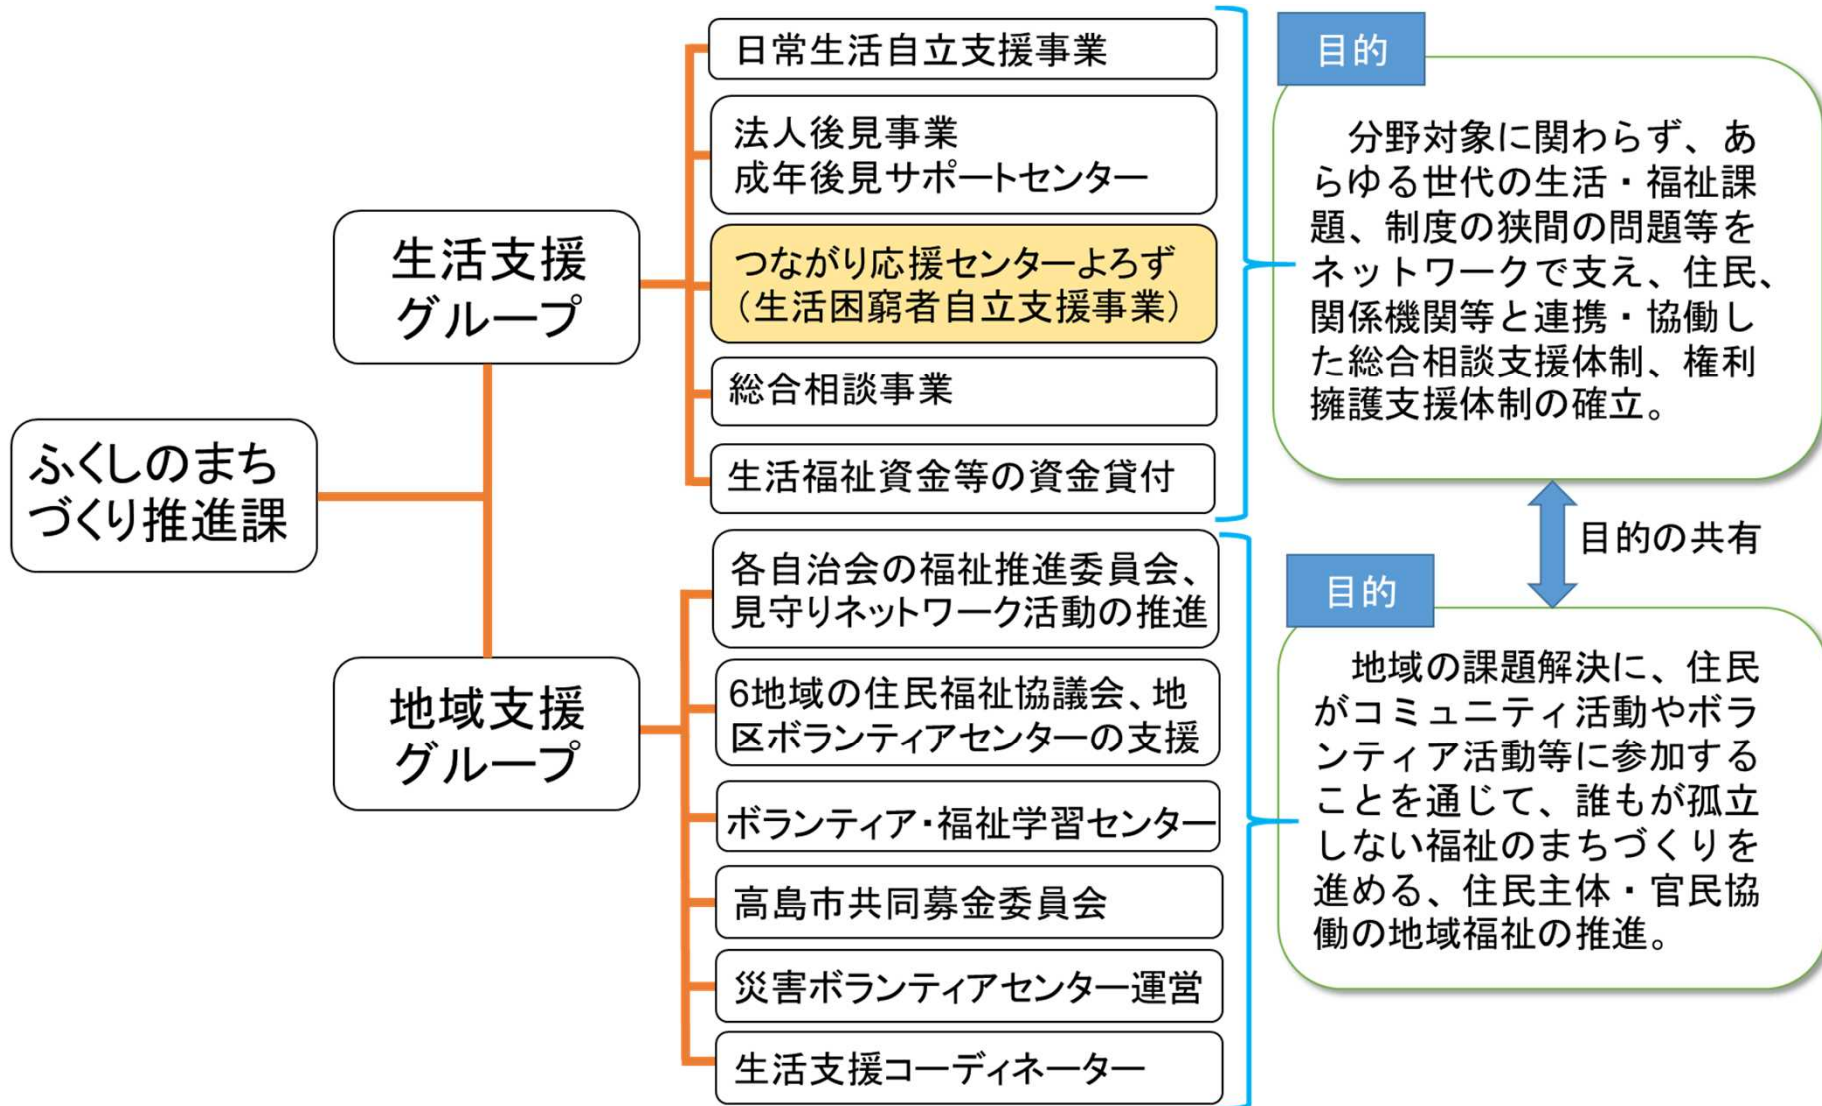 ふくしのまち
づくり推進課
生活支援
グループ
日常生活自立支援事業
法人後見事業
成年後見サポートセンター
つながり応援センターよろず
（生活困窮者自立支援事業）
総合相談事業
生活福祉資金等の資金貸付
目的
　分野対象に関わらず、あ
らゆる世代の生活・福祉課
題、制度の狭間の問題等を
ネットワークで支え、住民、
関係機関等と連携・協働し
た総合相談支援体制、権利
擁護支援体制の確立。
目的の共有
地域支援
グループ
各自治会の福祉推進委員会、
見守りネットワーク活動の推進
6地域の住民福祉協議会、地
区ボランティアセンターの支援
ボランティア・福祉学習センター
高島市共同募金委員会
災害ボランティアセンター運営
生活支援コーディネーター
目的
　地域の課題解決に、住民
がコミュニティ活動やボラ
ンティア活動等に参加する
ことを通じて、誰もが孤立
しない福祉のまちづくりを
進める、住民主体・官民協
働の地域福祉の推進。